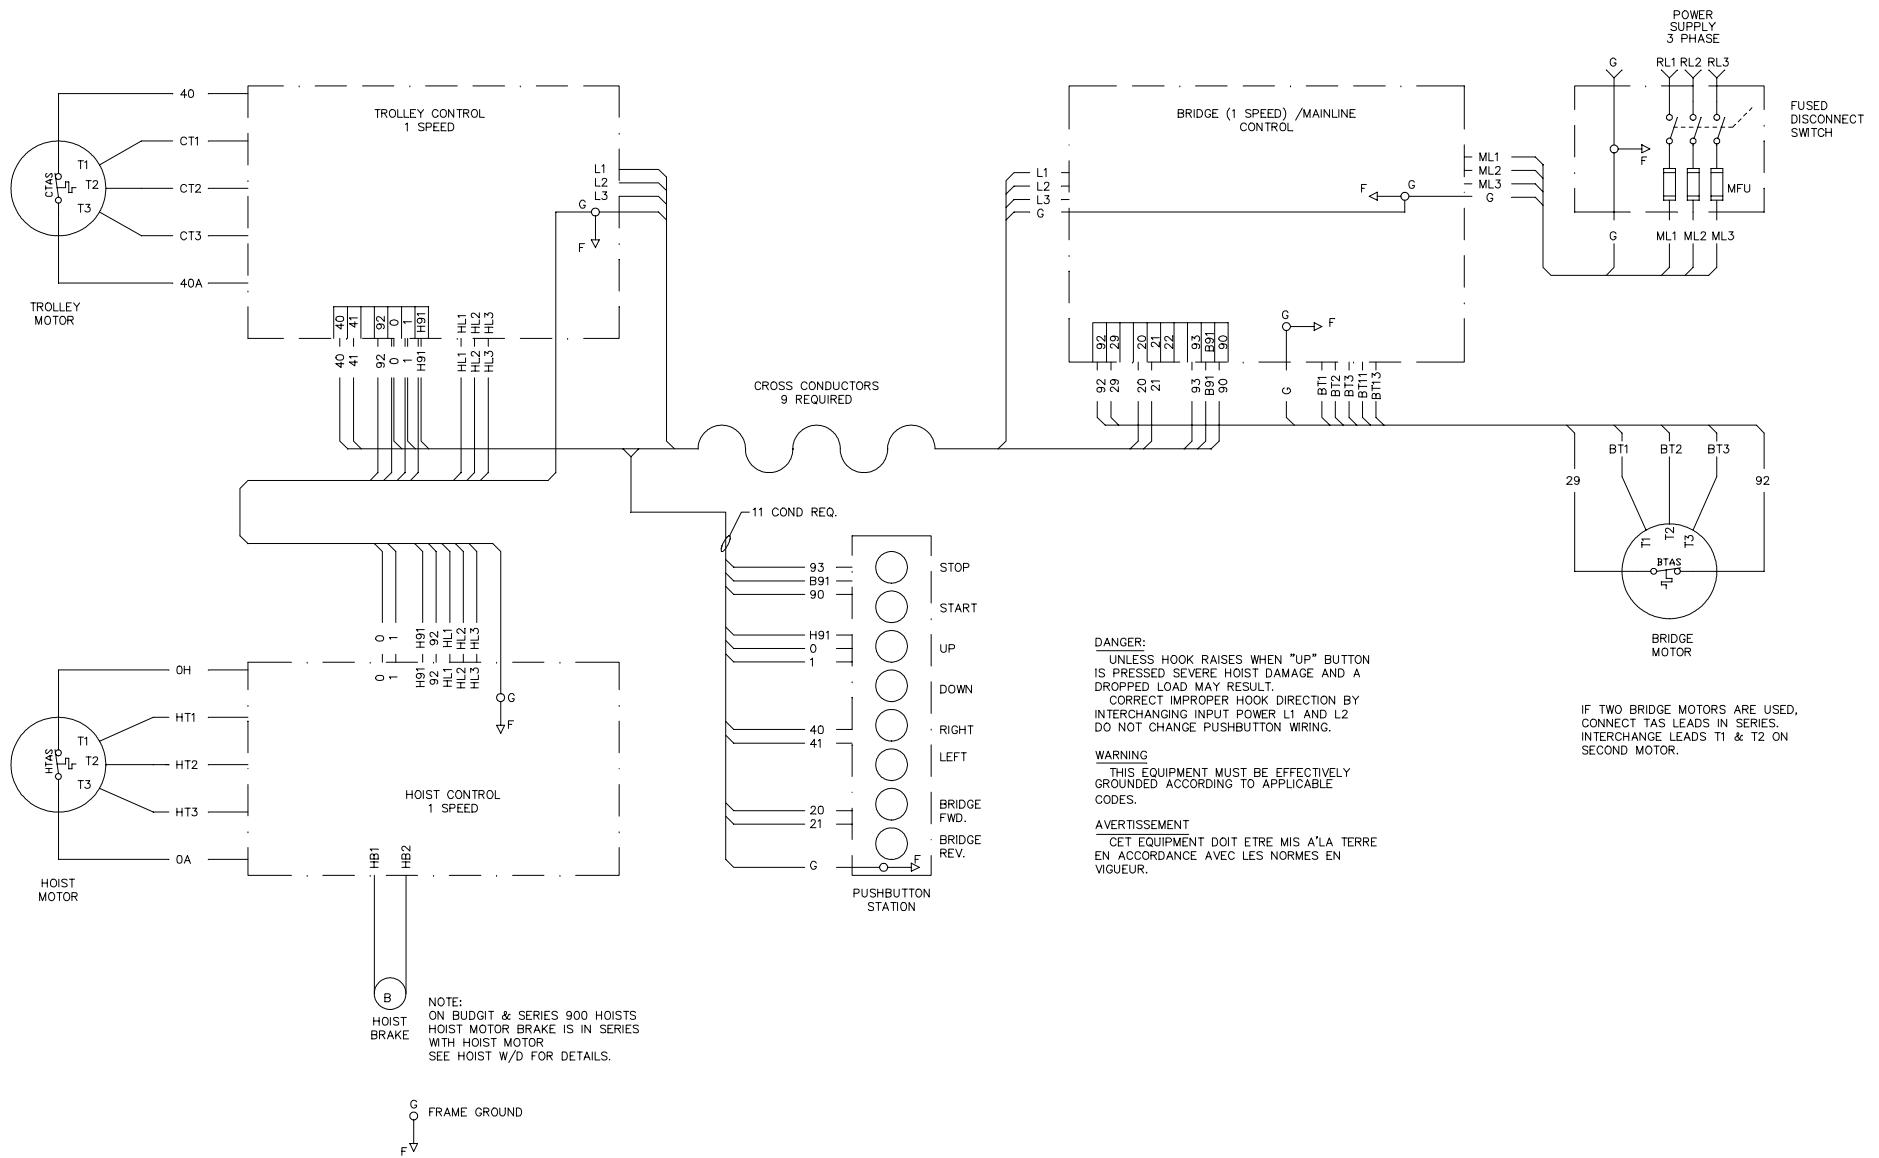 POWER
SUPPLY
3 PHASE
G RL1 RL2 RL3
FUSED
DISCONNECT
SWITCH
F
MFU
G ML1 ML2 ML3
40
CT1
CT2
CT3
40A
T1
T2
T3
CTAS
TROLLEY
MOTOR
TROLLEY CONTROL
1 SPEED
L1
L2
L3
G
F
40 41 92 0 1 H91 HL1 HL2 HL3
40 41 92 0 1 H91 HL1 HL2 HL3
BRIDGE (1 SPEED) /MAINLINE
CONTROL
L1
L2
L3
G
F G
ML1
ML2
ML3
G
G
F
92 29 20 21 22 93 B91 90
92 29 20 21 93 B91 90 G BT1 BT2 BT3 BT11 BT13
CROSS CONDUCTORS
9 REQUIRED
BT1 BT2 BT3
29 92
T1 T2 T3
BTAS
BRIDGE
MOTOR
11 COND REQ.
93
B91
90
H91
0
1
40
41
20
21
G
F
STOP
START
UP
DOWN
RIGHT
LEFT
BRIDGE
FWD.
BRIDGE
REV.
PUSHBUTTON
STATION
0 1 H91 92 HL1 HL2 HL3
0 1 H91 92 HL1 HL2 HL3
G
F
0H
HT1
HT2
HT3
0A
T1
T2
T3
HTAS
HOIST
MOTOR
HOIST CONTROL
1 SPEED
HB1 HB2
B
HOIST
BRAKE
NOTE:
ON BUDGIT & SERIES 900 HOISTS
HOIST MOTOR BRAKE IS IN SERIES
WITH HOIST MOTOR
SEE HOIST W/D FOR DETAILS.
G
FRAME GROUND
F
DANGER:
UNLESS HOOK RAISES WHEN "UP" BUTTON
IS PRESSED SEVERE HOIST DAMAGE AND A
DROPPED LOAD MAY RESULT.
CORRECT IMPROPER HOOK DIRECTION BY
INTERCHANGING INPUT POWER L1 AND L2
DO NOT CHANGE PUSHBUTTON WIRING.
WARNING
THIS EQUIPMENT MUST BE EFFECTIVELY
GROUNDED ACCORDING TO APPLICABLE
CODES.
AVERTISSEMENT
CET EQUIPMENT DOIT ETRE MIS A'LA TERRE
EN ACCORDANCE AVEC LES NORMES EN
VIGUEUR.
IF TWO BRIDGE MOTORS ARE USED,
CONNECT TAS LEADS IN SERIES.
INTERCHANGE LEADS T1 & T2 ON
SECOND MOTOR.